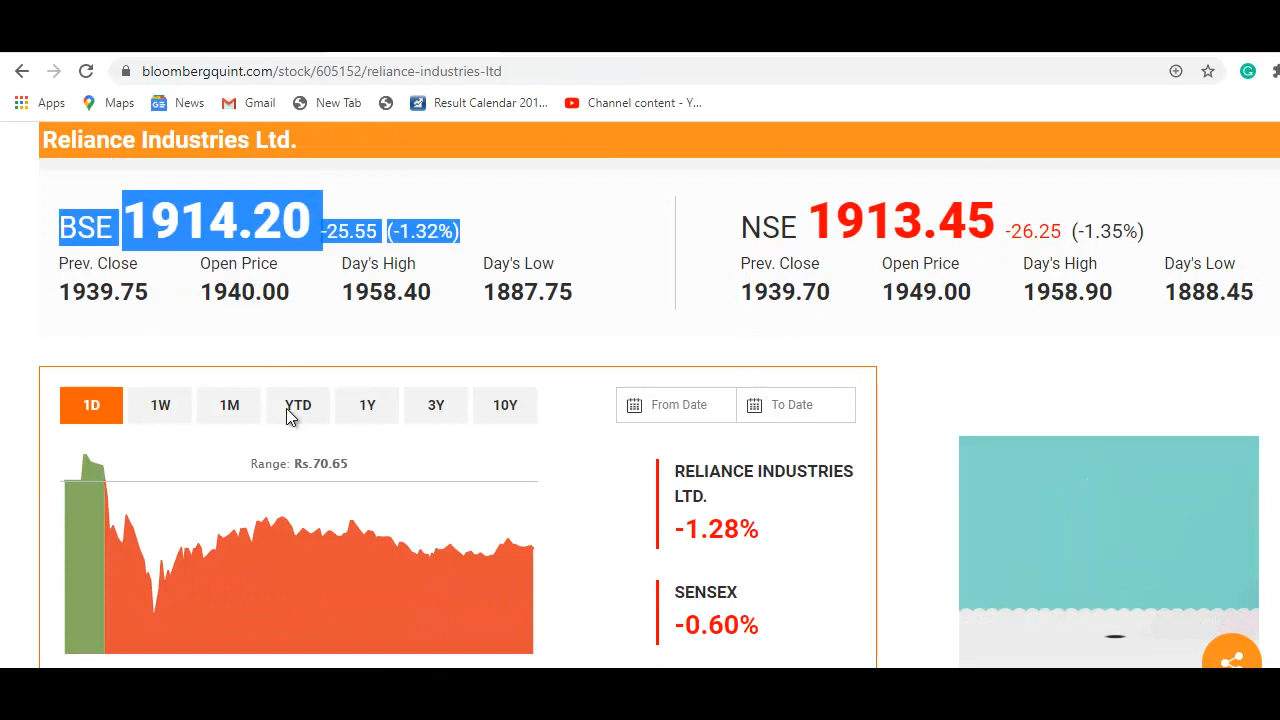 bloombergquint.com/stock/605152/reliance-industries-ltd
Apps Maps News Gmail New Tab Result Calendar 201... Channel content - Y...
Reliance Industries Ltd.
BSE 1914.20 -25.55 (-1.32%)
Prev. Close Open Price Day's High Day's Low
1939.75 1940.00 1958.40 1887.75
NSE 1913.45 -26.25 (-1.35%)
Prev. Close Open Price Day's High Day's Low
1939.70 1949.00 1958.90 1888.45
1D 1W 1M YTD 1Y 3Y 10Y
From Date To Date
Range: Rs.70.65
RELIANCE INDUSTRIES
LTD.
-1.28%
SENSEX
-0.60%